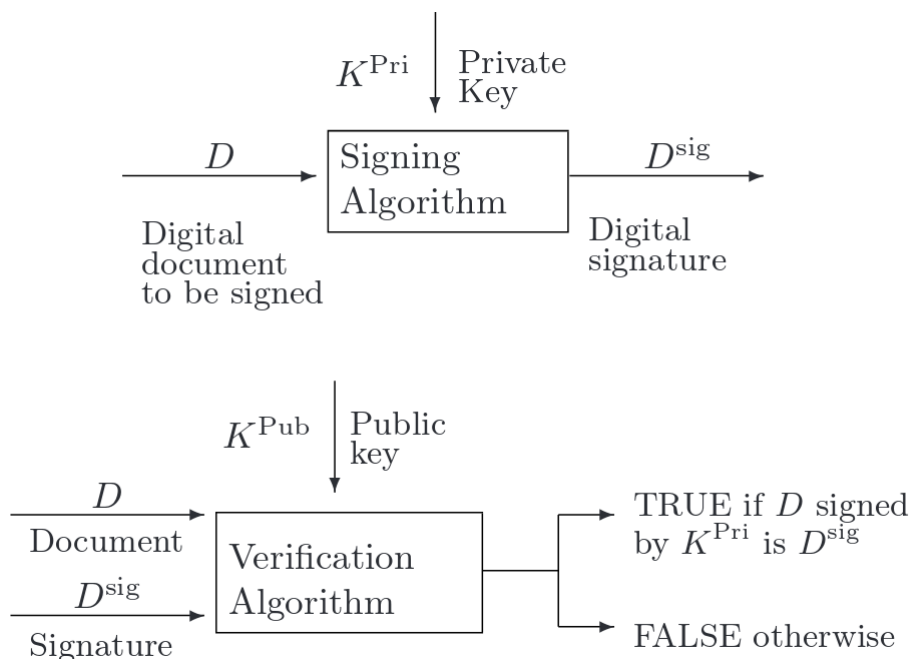 K^Pri
Private
Key
D
Signing
Algorithm
D^sig
Digital
document
to be signed
Digital
signature
K^Pub
Public
key
D
Document
D^sig
Signature
Verification
Algorithm
TRUE if D signed
by K^Pri is D^sig
FALSE otherwise